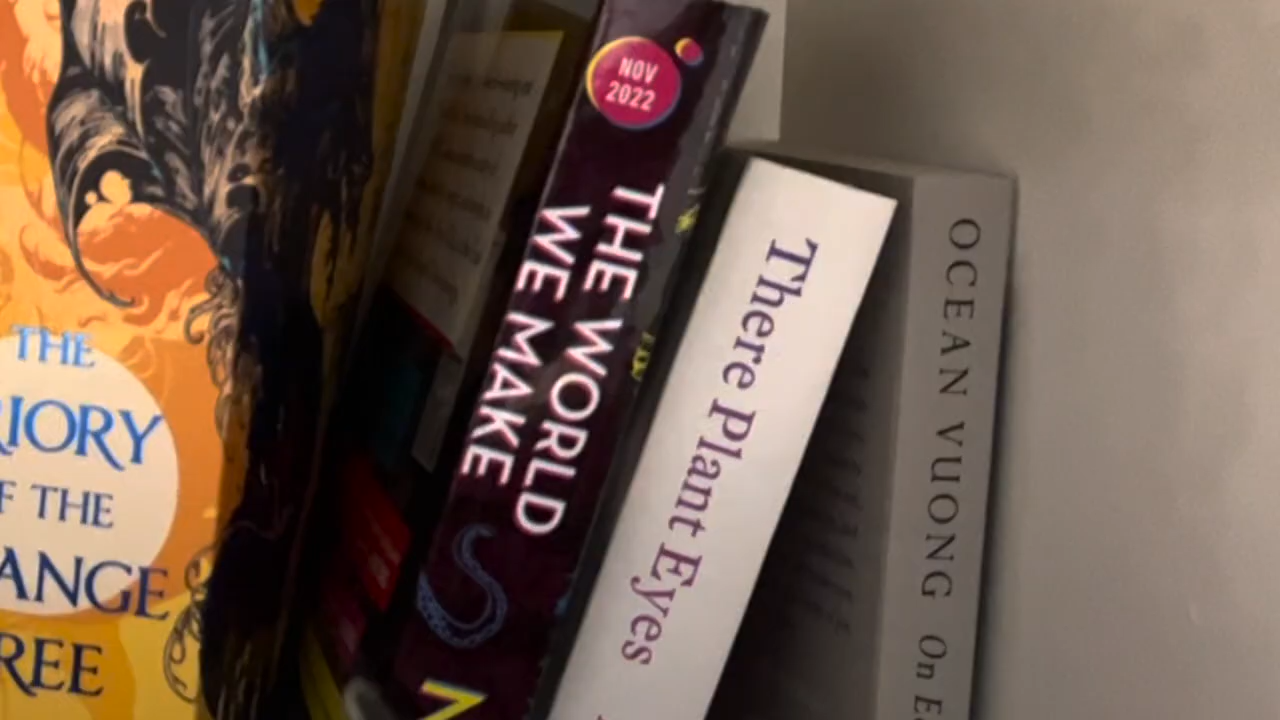 THE
RIORY
F THE
ANGE
REE
NOV
2022
THE WORLD
WE MAKE
N
There Plant Eyes
OCEAN VUONG On E